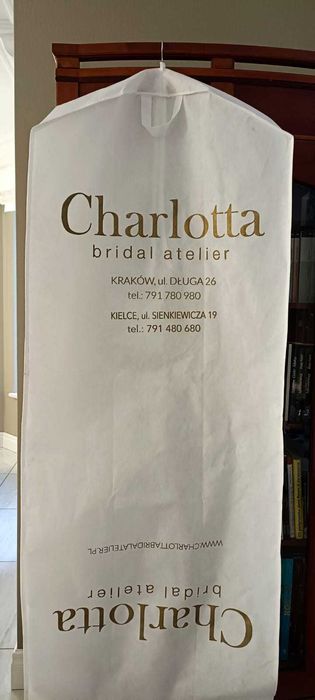 Charlotta
bridal atelier
KRAKÓW, ul. DŁUGA 26
tel.: 791 780 980
KIELCE, ul. SIENKIEWICZA 19
tel.: 791 480 680
WWW.CHARLOTTABRIDALATELIER.PL
bridal atelier
Charlotta